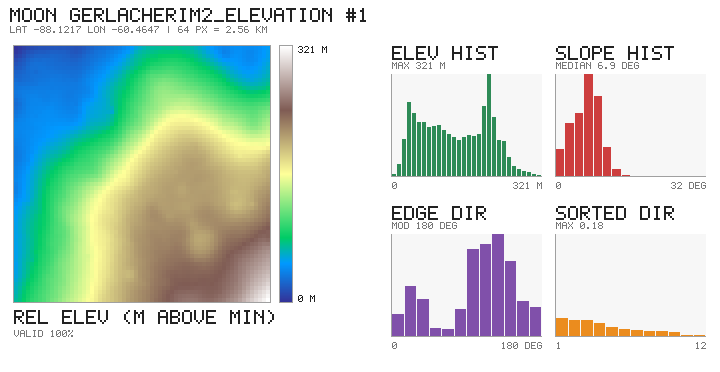 MOON GERLACHERIM2_ELEVATION #1
LAT -88.1217 LON -60.4647 | 64 PX = 2.56 KM
321 M
0 M
REL ELEV (M ABOVE MIN)
VALID 100%
ELEV HIST
MAX 321 M
0 321 M
SLOPE HIST
MEDIAN 6.9 DEG
0 32 DEG
EDGE DIR
MOD 180 DEG
0 180 DEG
SORTED DIR
MAX 0.18
1 12